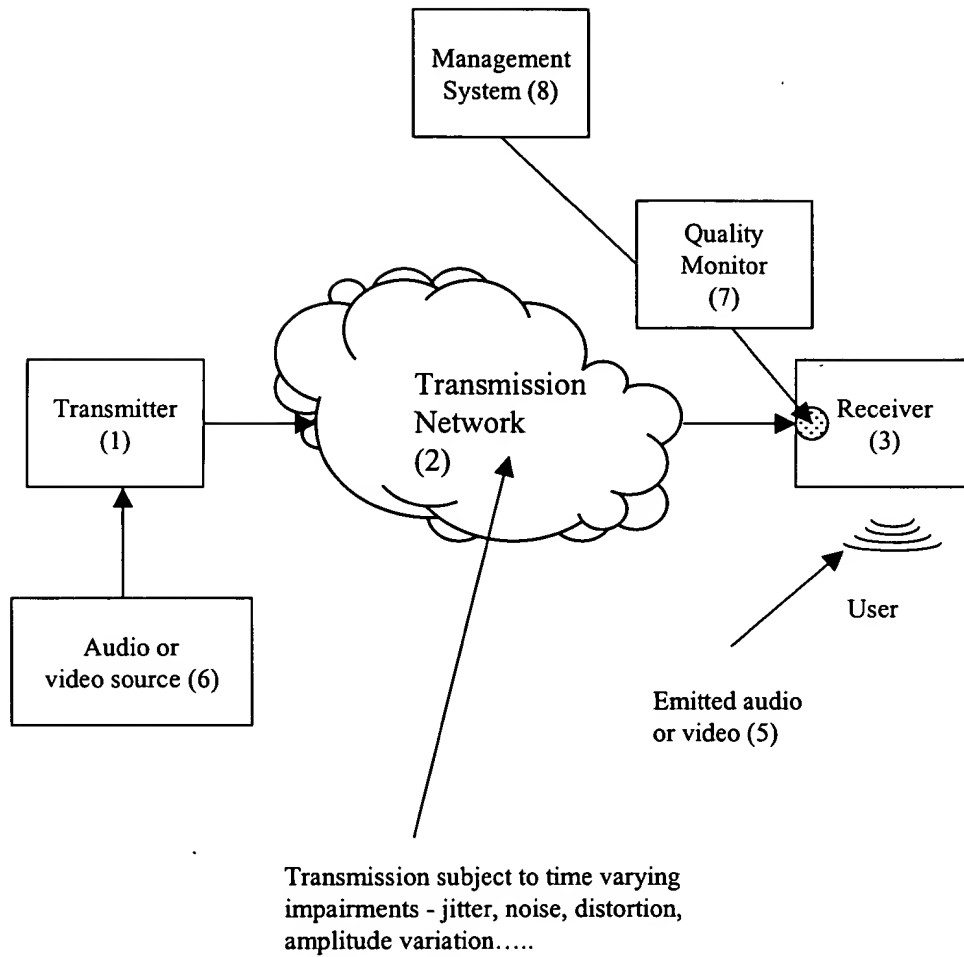 Management
System (8)
Quality
Monitor
(7)
Transmitter
(1)
Transmission
Network
(2)
Receiver
(3)
Audio or
video source (6)
User
Emitted audio
or video (5)
Transmission subject to time varying
impairments - jitter, noise, distortion,
amplitude variation.....